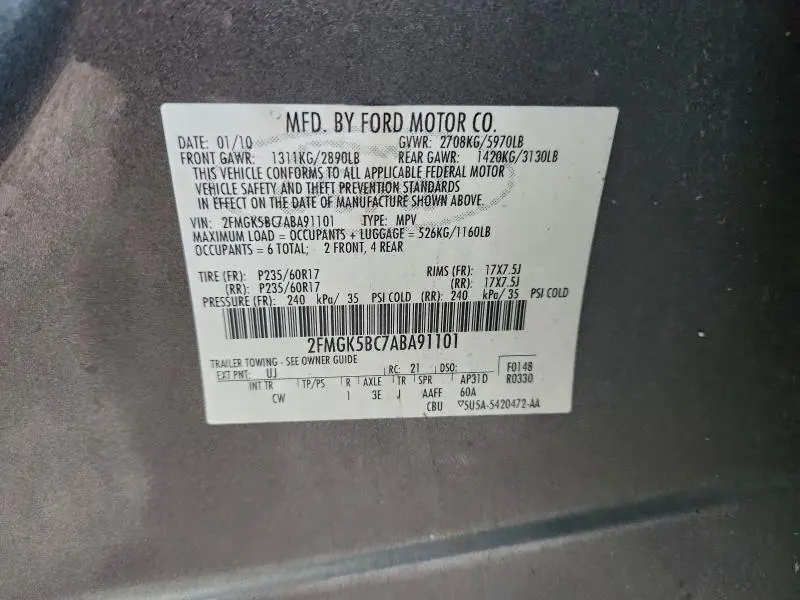 MFD. BY FORD MOTOR CO.
DATE: 01/10 GVWR: 2708KG/5970LB
FRONT GAWR: 1311KG/2890LB REAR GAWR: 1420KG/3130LB
THIS VEHICLE CONFORMS TO ALL APPLICABLE FEDERAL MOTOR
VEHICLE SAFETY AND THEFT PREVENTION STANDARDS
IN EFFECT ON THE DATE OF MANUFACTURE SHOWN ABOVE.
VIN: 2FMGK5BC7ABA91101 TYPE: MPV
MAXIMUM LOAD = OCCUPANTS + LUGGAGE = 526KG/1160LB
OCCUPANTS = 6 TOTAL; 2 FRONT, 4 REAR
TIRE (FR): P235/60R17 RIMS (FR): 17X7.5J
(RR): P235/60R17 (RR): 17X7.5J
PRESSURE (FR): 240 kPa/ 35 PSI COLD (RR): 240 kPa/ 35 PSI COLD
2FMGK5BC7ABA91101
TRAILER TOWING - SEE OWNER GUIDE
EXT PNT: UJ RC: 21 DSO: F0148
INT TR TP/PS R AXLE TR SPR AP31D R0330
CW 1 3E J AAFF 60A
CBU 5U5A-5420472-AA